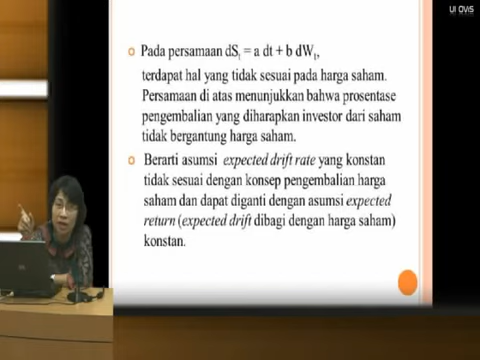 UI OVIS
Pada persamaan dSₜ = a dt + b dWₜ,
terdapat hal yang tidak sesuai pada harga saham.
Persamaan di atas menunjukkan bahwa prosentase
pengembalian yang diharapkan investor dari saham
tidak bergantung harga saham.
Berarti asumsi expected drift rate yang konstan
tidak sesuai dengan konsep pengembalian harga
saham dan dapat diganti dengan asumsi expected
return (expected drift dibagi dengan harga saham)
konstan.